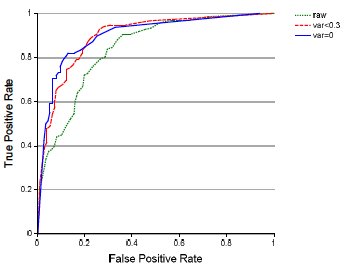 raw
var<0.3
var=0
1
0.8
0.6
0.4
0.2
0
0 0.2 0.4 0.6 0.8 1
True Positive Rate
False Positive Rate